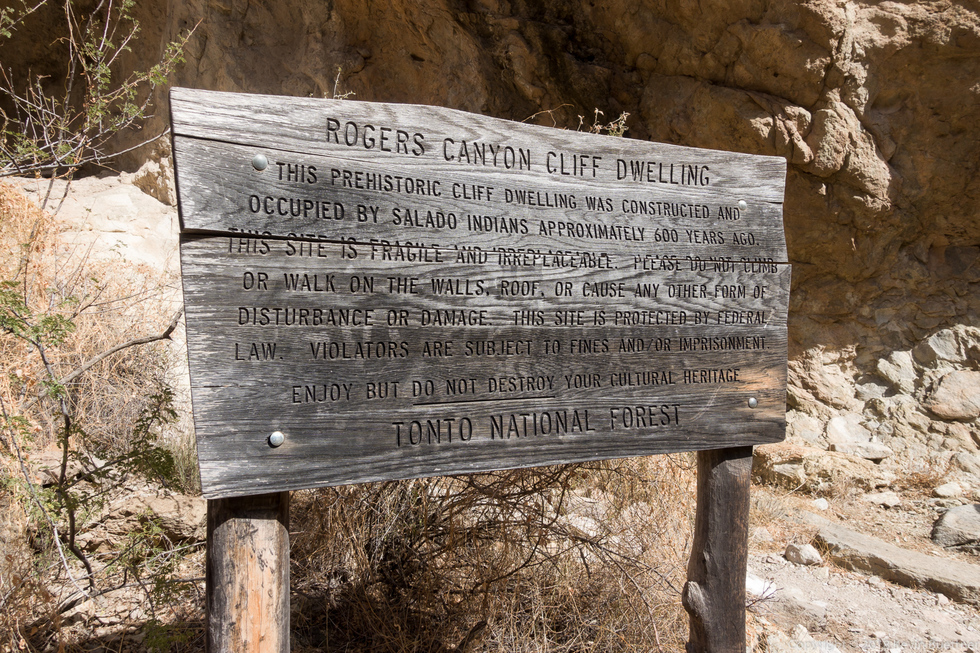 ROGERS CANYON CLIFF DWELLING
THIS PREHISTORIC CLIFF DWELLING WAS CONSTRUCTED AND
OCCUPIED BY SALADO INDIANS APPROXIMATELY 600 YEARS AGO.
THIS SITE IS FRAGILE AND IRREPLACEABLE. PLEASE DO NOT CLIMB
OR WALK ON THE WALLS, ROOF, OR CAUSE ANY OTHER FORM OF
DISTURBANCE OR DAMAGE. THIS SITE IS PROTECTED BY FEDERAL
LAW. VIOLATORS ARE SUBJECT TO FINES AND/OR IMPRISONMENT.
ENJOY BUT DO NOT DESTROY YOUR CULTURAL HERITAGE
TONTO NATIONAL FOREST